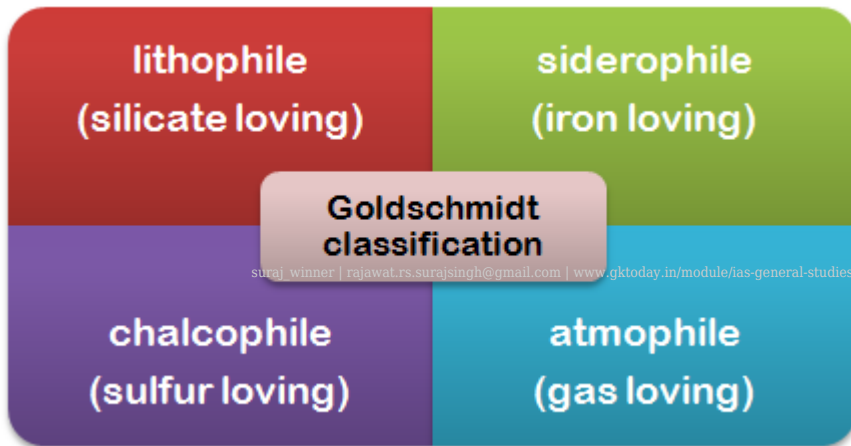 lithophile
(silicate loving)
siderophile
(iron loving)
Goldschmidt
classification
suraj_winner | rajawat.rs.surajsingh@gmail.com | www.gktoday.in/module/ias-general-studies
chalcophile
(sulfur loving)
atmophile
(gas loving)